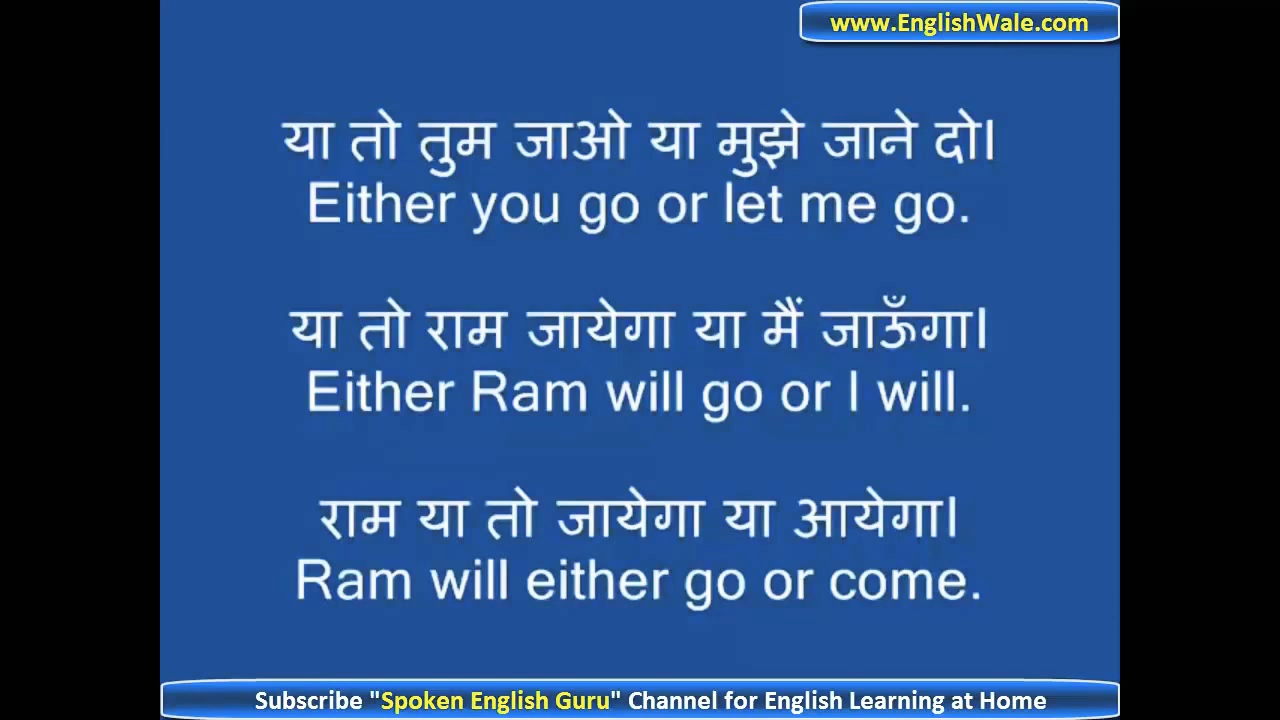 www.EnglishWale.com
या तो तुम जाओ या मुझे जाने दो।
Either you go or let me go.
या तो राम जायेगा या मैं जाऊँगा।
Either Ram will go or I will.
राम या तो जायेगा या आयेगा।
Ram will either go or come.
Subscribe "Spoken English Guru" Channel for English Learning at Home